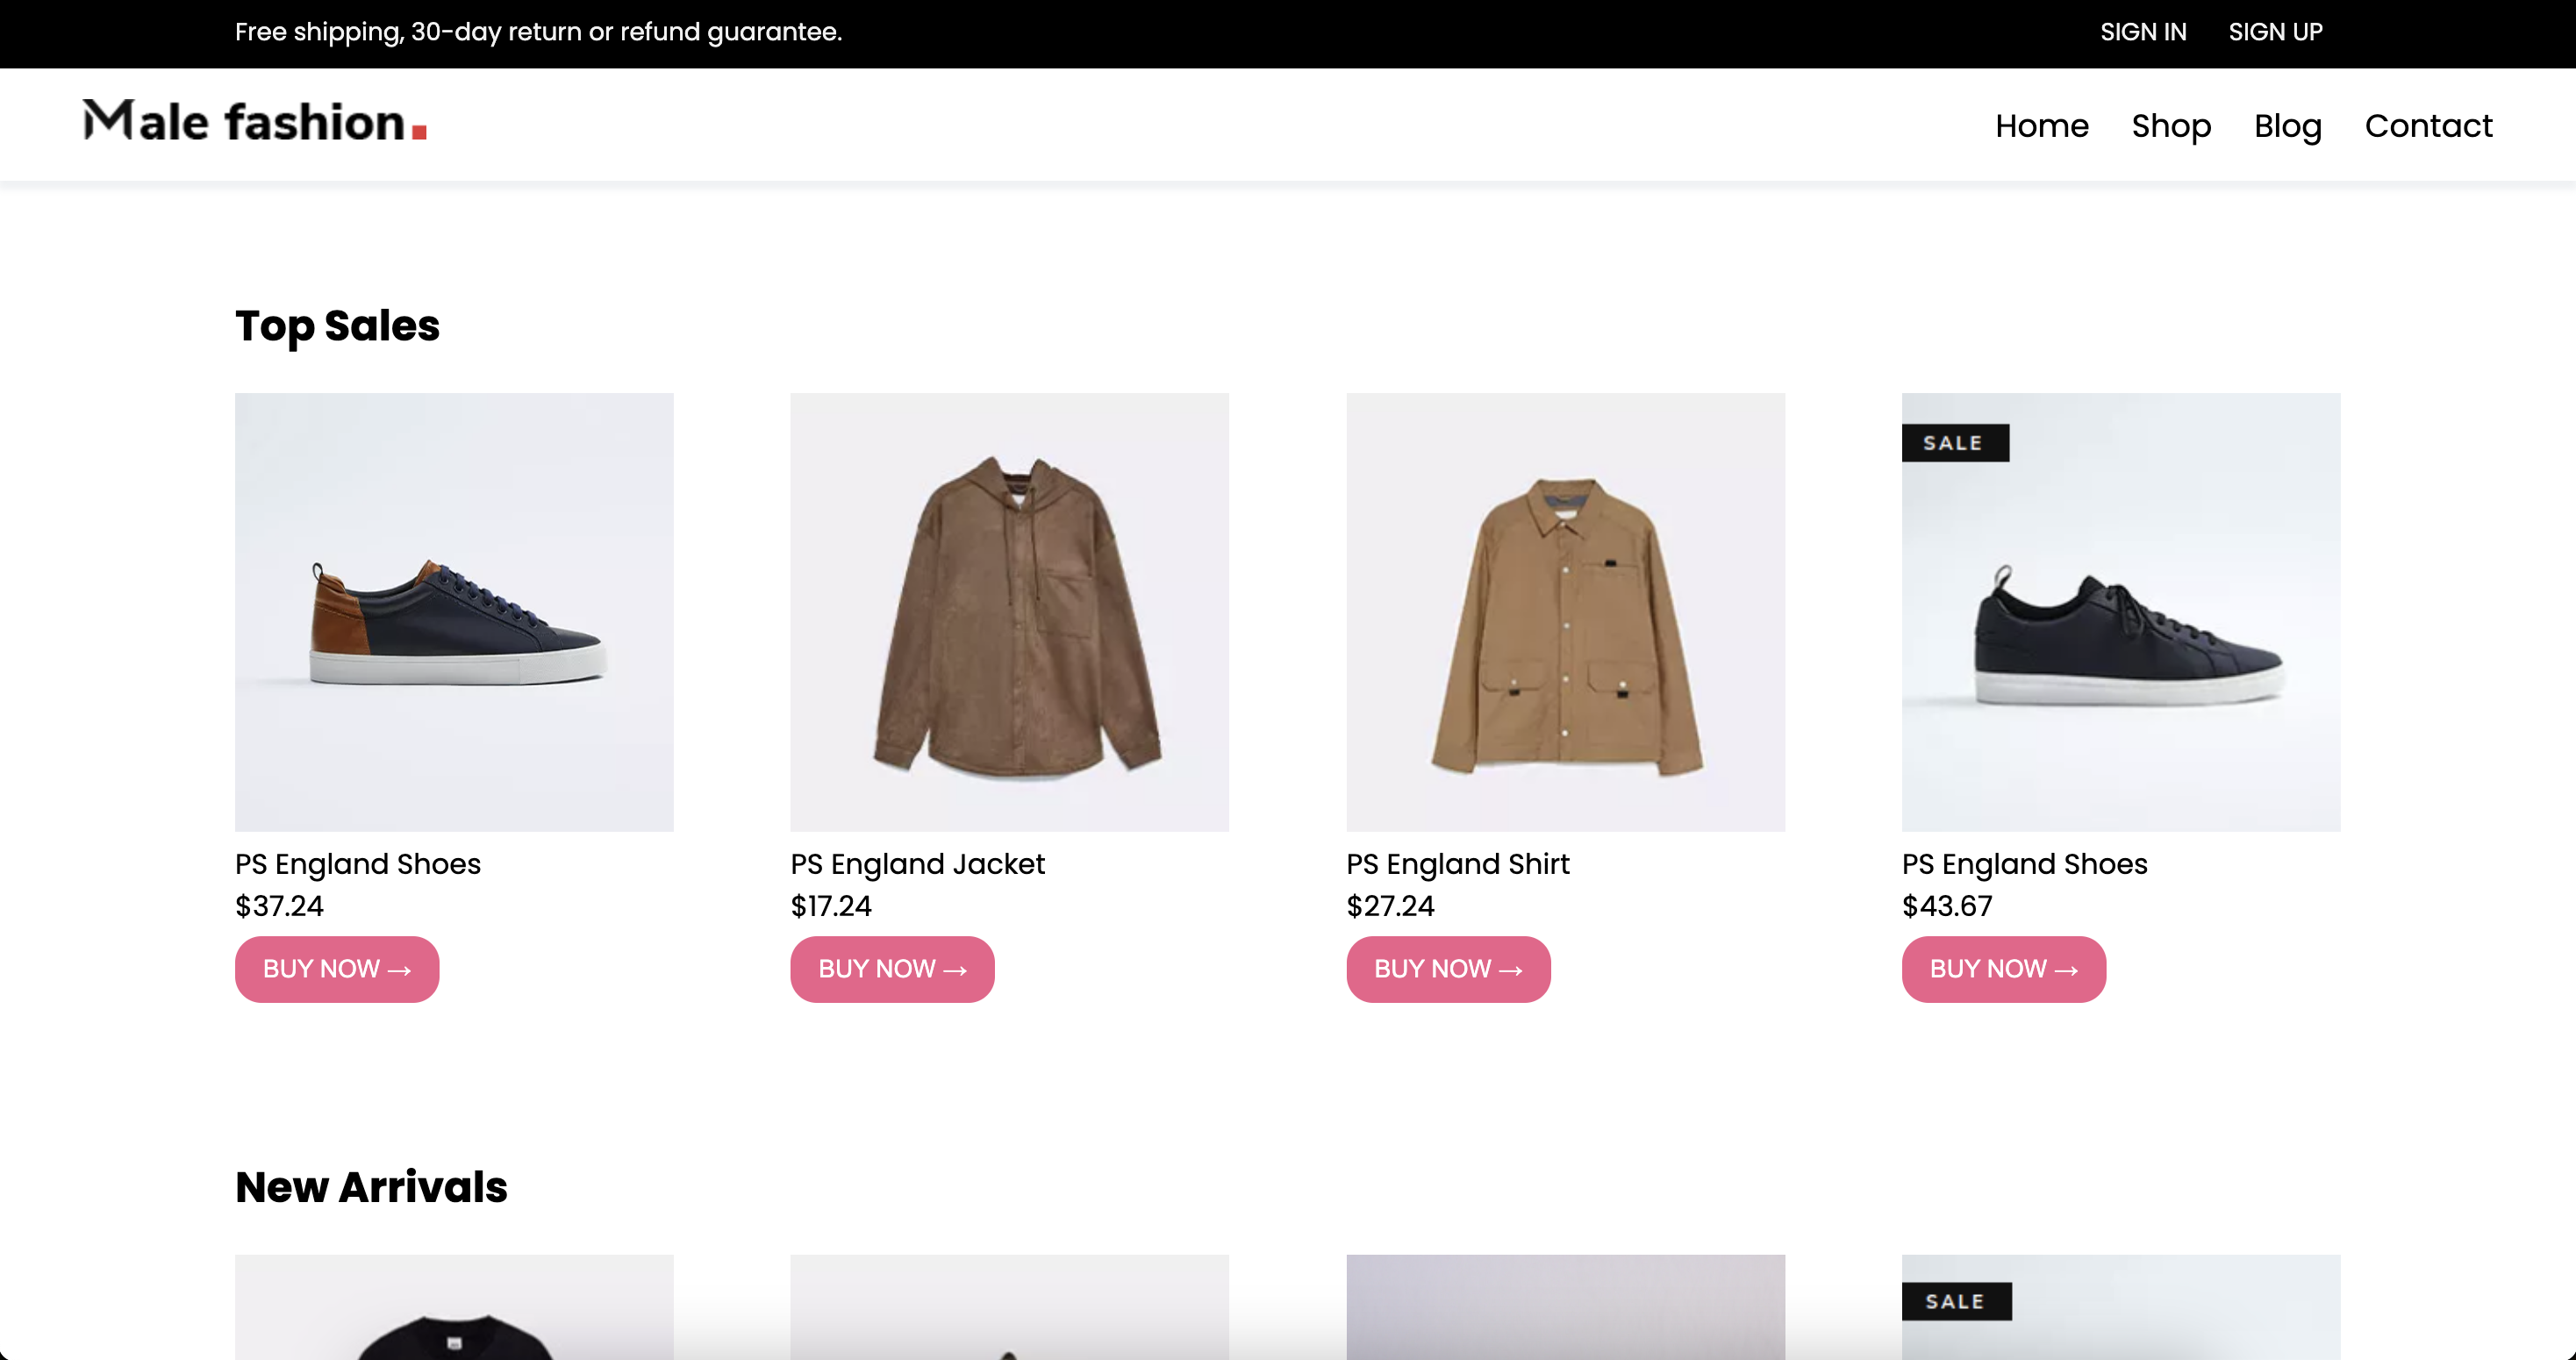 Free shipping, 30-day return or refund guarantee.
SIGN IN SIGN UP
Male fashion.
Home Shop Blog Contact
Top Sales
SALE
PS England Shoes
$37.24
BUY NOW →
PS England Jacket
$17.24
BUY NOW →
PS England Shirt
$27.24
BUY NOW →
PS England Shoes
$43.67
BUY NOW →
New Arrivals
SALE